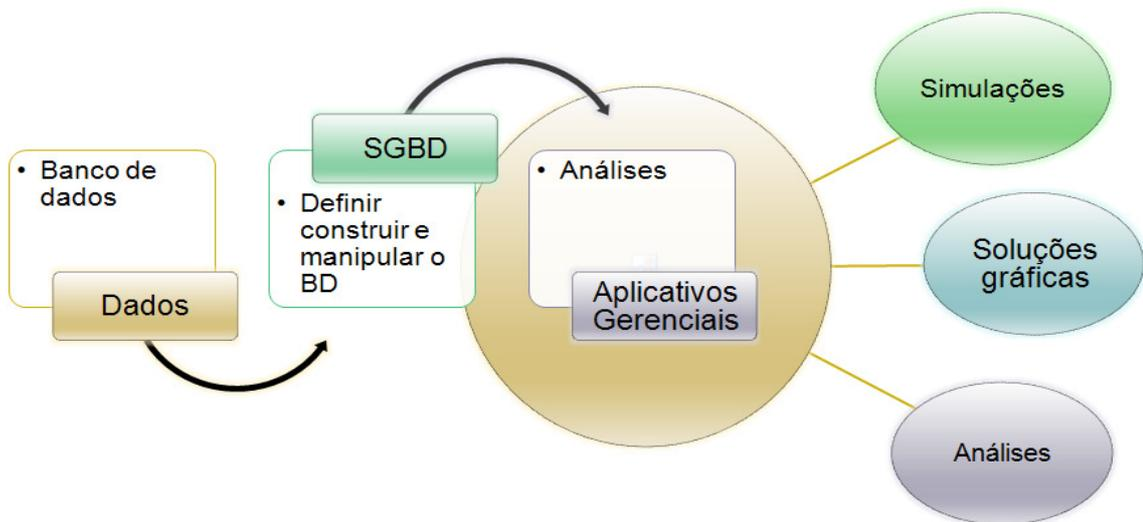 • Banco de
dados
Dados
SGBD
• Definir
construir e
manipular o
BD
• Análises
Aplicativos
Gerenciais
Simulações
Soluções
gráficas
Análises